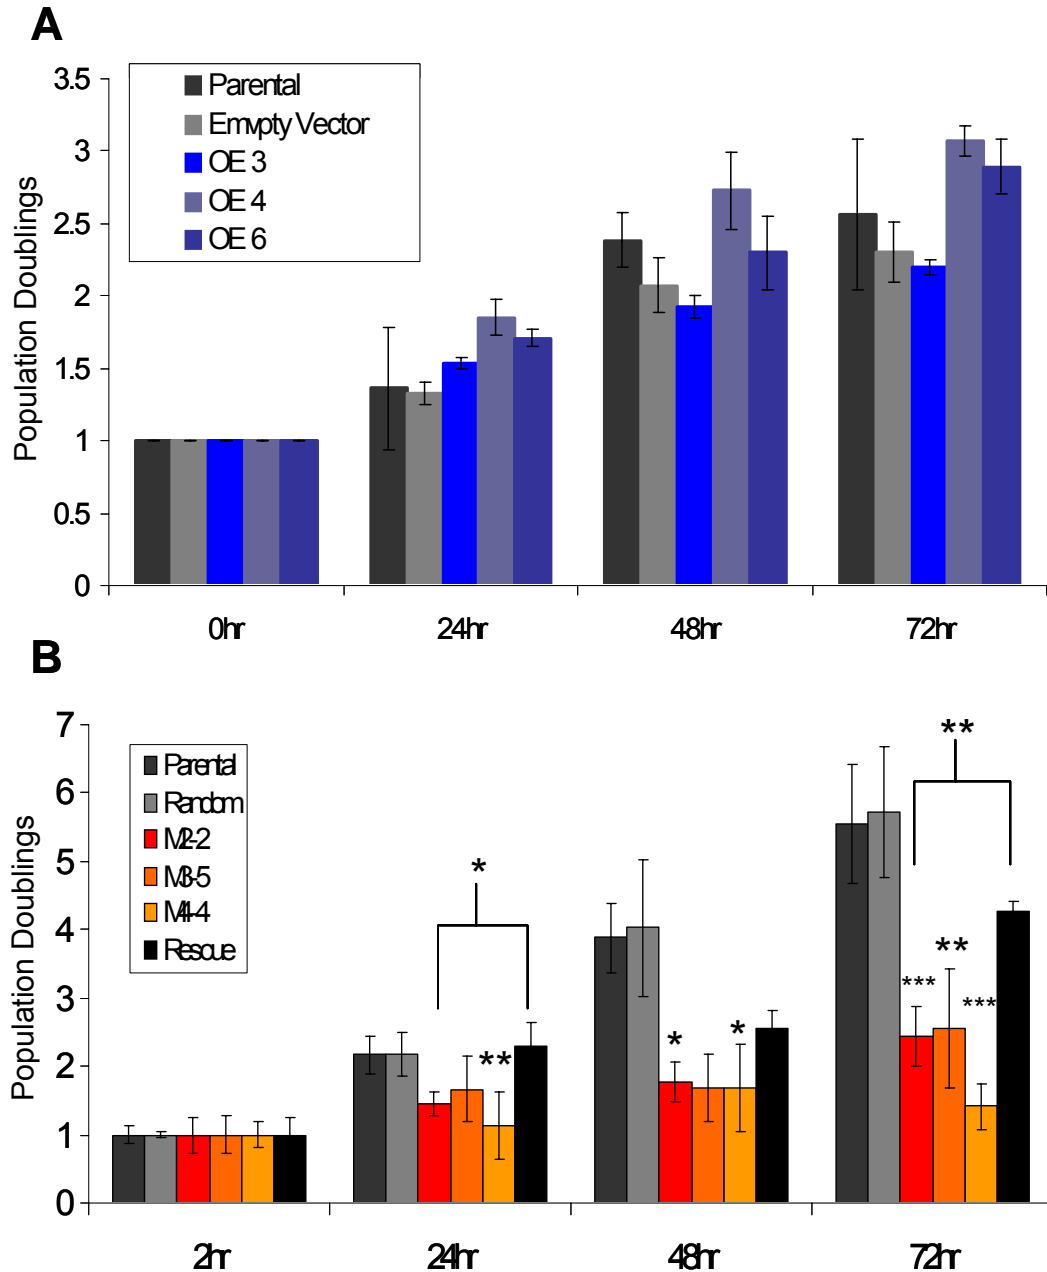 A
Population Doublings
3.5
3
2.5
2
1.5
1
0.5
0
Parental
Emvpty Vector
OE 3
OE 4
OE 6
0hr
24hr
48hr
72hr
B
Population Doublings
7
6
5
4
3
2
1
0
Parental
Random
M2-2
M3-5
M4-4
Rescue
*
**
*
*
**
***
**
***
2hr
24hr
48hr
72hr